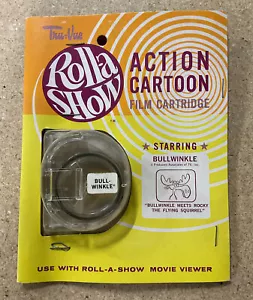 Tru-Vue
Rolla
SHOW
ACTION
CARTOON
FILM CARTRIDGE
STARRING
BULLWINKLE
BULL-
WINKLE
"BULLWINKLE MEETS ROCKY
THE FLYING SQUIRREL"
USE WITH ROLL-A-SHOW MOVIE VIEWER